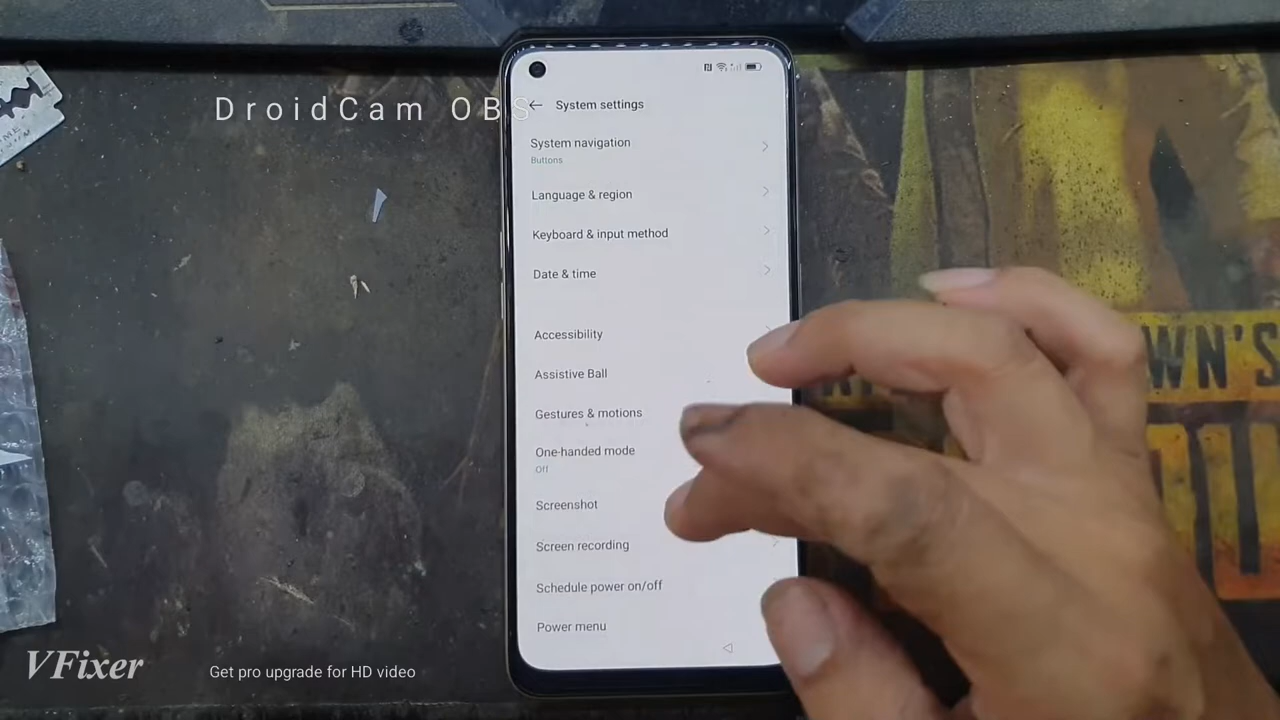 DroidCam OBS
System settings
System navigation
Buttons
Language & region
Keyboard & input method
Date & time
Accessibility
Assistive Ball
Gestures & motions
One-handed mode
Off
Screenshot
Screen recording
Schedule power on/off
Power menu
WN'S
VFixer
Get pro upgrade for HD video